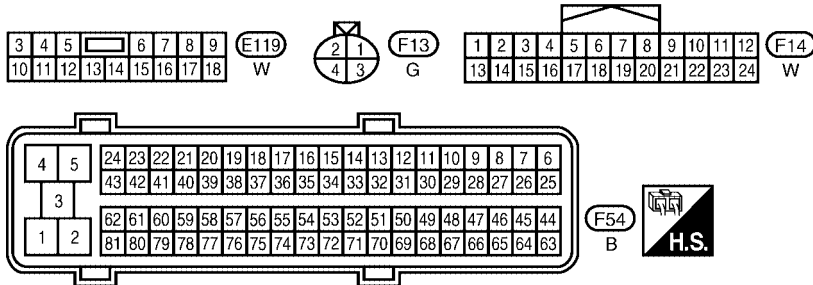 3 4 5 6 7 8 9 E119
10 11 12 13 14 15 16 17 18 W
2 1 F13
4 3 G
1 2 3 4 5 6 7 8 9 10 11 12 F14
13 14 15 16 17 18 19 20 21 22 23 24 W
4 5
3
1 2
24 23 22 21 20 19 18 17 16 15 14 13 12 11 10 9 8 7 6
43 42 41 40 39 38 37 36 35 34 33 32 31 30 29 28 27 26 25
62 61 60 59 58 57 56 55 54 53 52 51 50 49 48 47 46 45 44
81 80 79 78 77 76 75 74 73 72 71 70 69 68 67 66 65 64 63
F54
B
H.S.